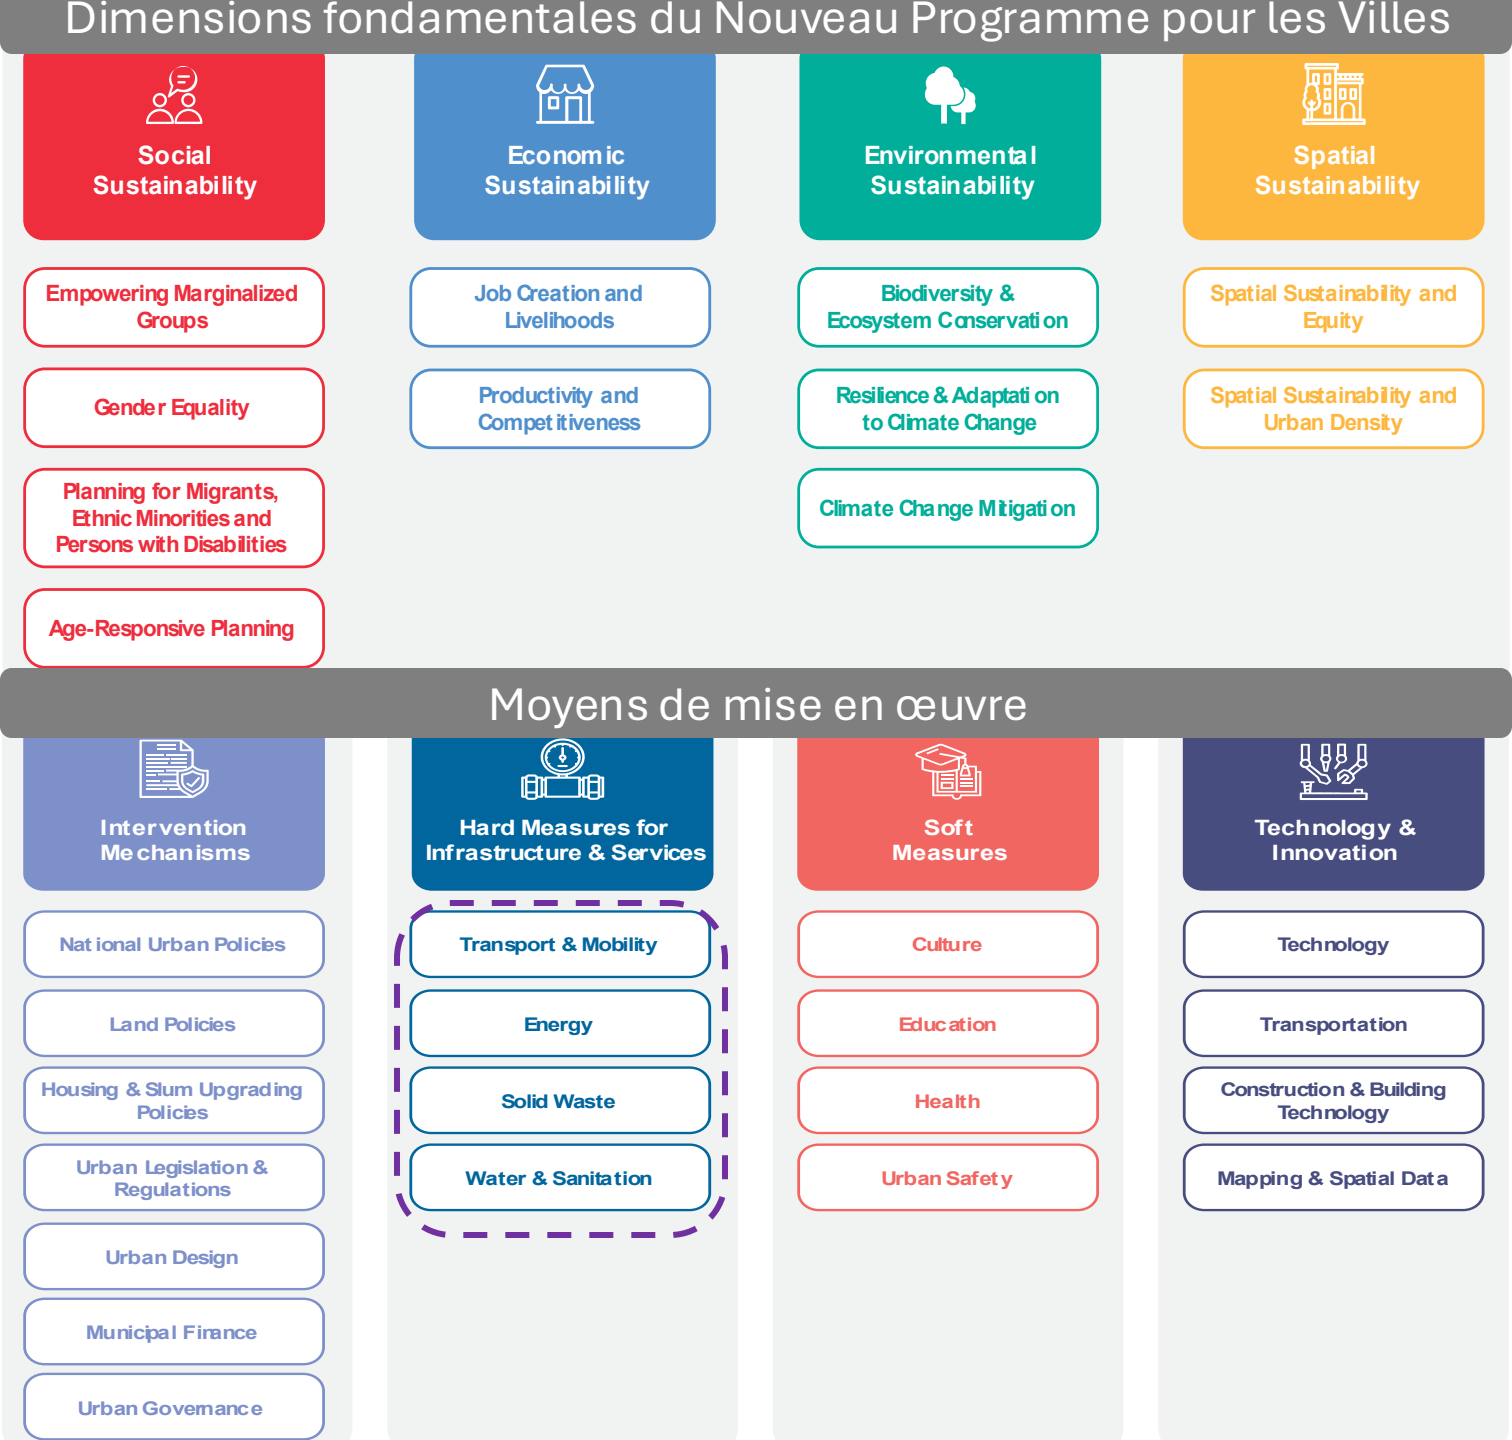 Dimensions fondamentales du Nouveau Programme pour les Villes
Social
Sustainability
Empowering Marginalized
Groups
Gender Equality
Planning for Migrants,
Ethnic Minorities and
Persons with Disabilities
Age-Responsive Planning
Economic
Sustainability
Job Creation and
Livelihoods
Productivity and
Competitiveness
Environmental
Sustainability
Biodiversity &
Ecosystem Conservation
Resilience & Adaptation
to Climate Change
Climate Change Mitigation
Spatial
Sustainability
Spatial Sustainability and
Equity
Spatial Sustainability and
Urban Density
Moyens de mise en œuvre
Intervention
Mechanisms
National Urban Policies
Land Policies
Housing & Slum Upgrading
Policies
Urban Legislation &
Regulations
Urban Design
Municipal Finance
Urban Governance
Hard Measures for
Infrastructure & Services
Transport & Mobility
Energy
Solid Waste
Water & Sanitation
Soft
Measures
Culture
Education
Health
Urban Safety
Technology &
Innovation
Technology
Transportation
Construction & Building
Technology
Mapping & Spatial Data